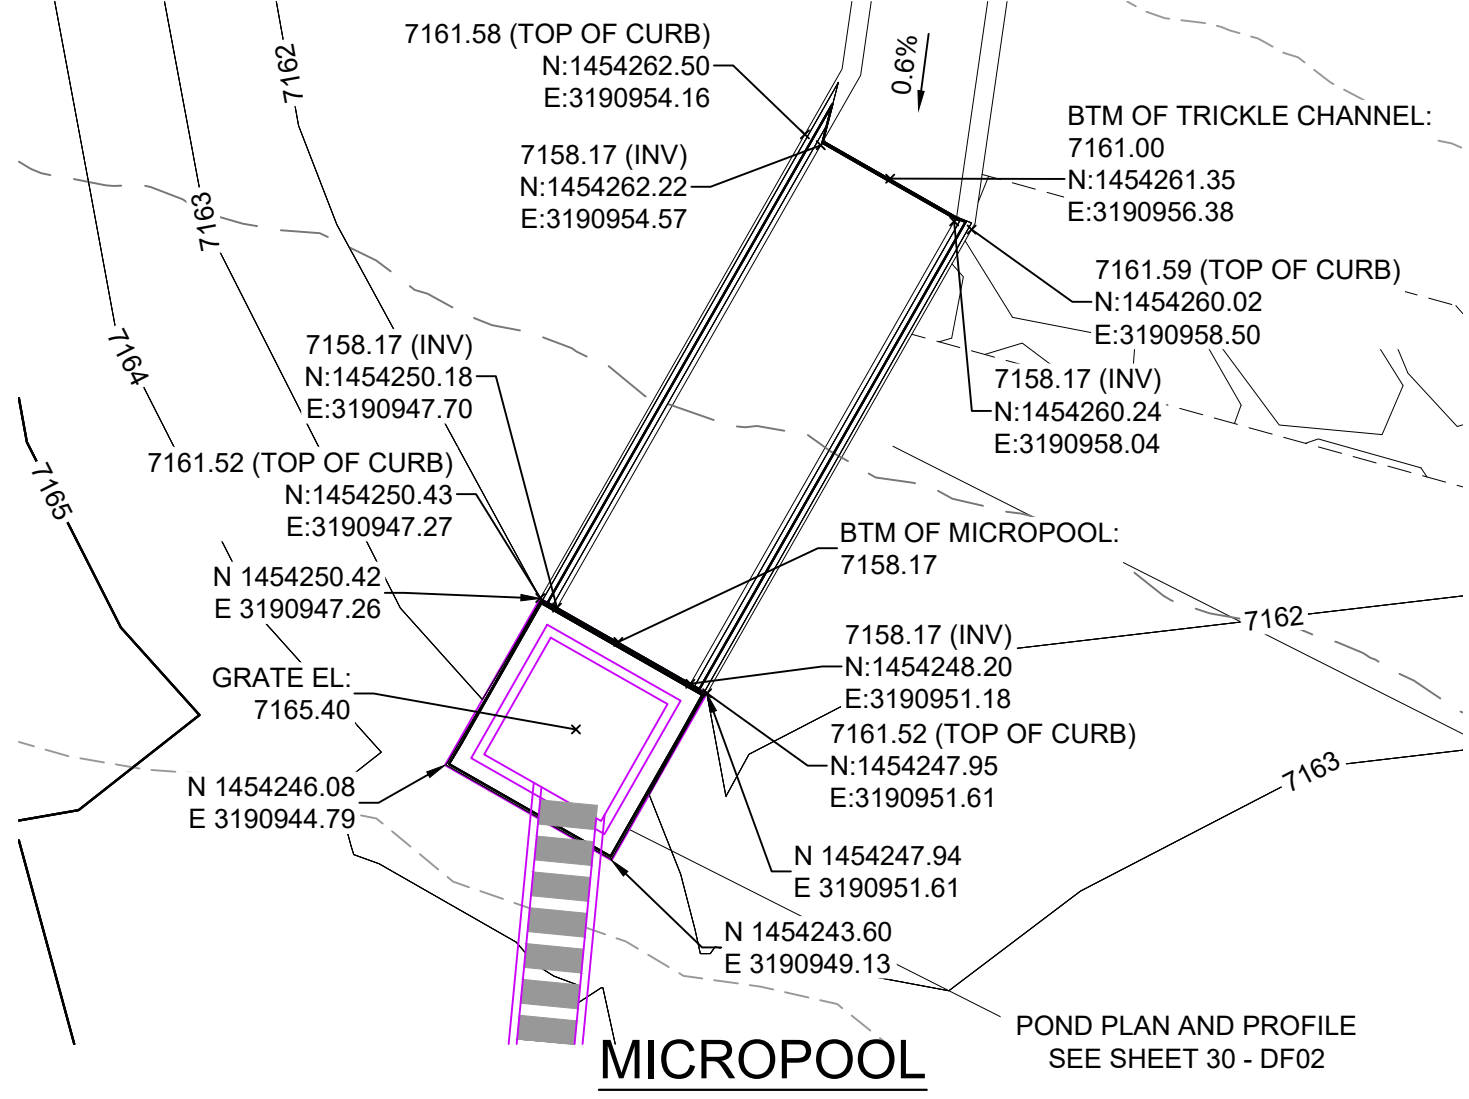 7161.58 (TOP OF CURB)
N:1454262.50
E:3190954.16
0.6%
7162
BTM OF TRICKLE CHANNEL:
7161.00
N:1454261.35
E:3190956.38
7158.17 (INV)
N:1454262.22
E:3190954.57
7163
7161.59 (TOP OF CURB)
N:1454260.02
E:3190958.50
7164
7158.17 (INV)
N:1454250.18
E:3190947.70
7158.17 (INV)
N:1454260.24
E:3190958.04
7165
7161.52 (TOP OF CURB)
N:1454250.43
E:3190947.27
BTM OF MICROPOOL:
7158.17
N 1454250.42
E 3190947.26
7162
7158.17 (INV)
N:1454248.20
E:3190951.18
GRATE EL:
7165.40
7161.52 (TOP OF CURB)
N:1454247.95
E:3190951.61
7163
N 1454246.08
E 3190944.79
N 1454247.94
E 3190951.61
N 1454243.60
E 3190949.13
POND PLAN AND PROFILE
SEE SHEET 30 - DF02
MICROPOOL